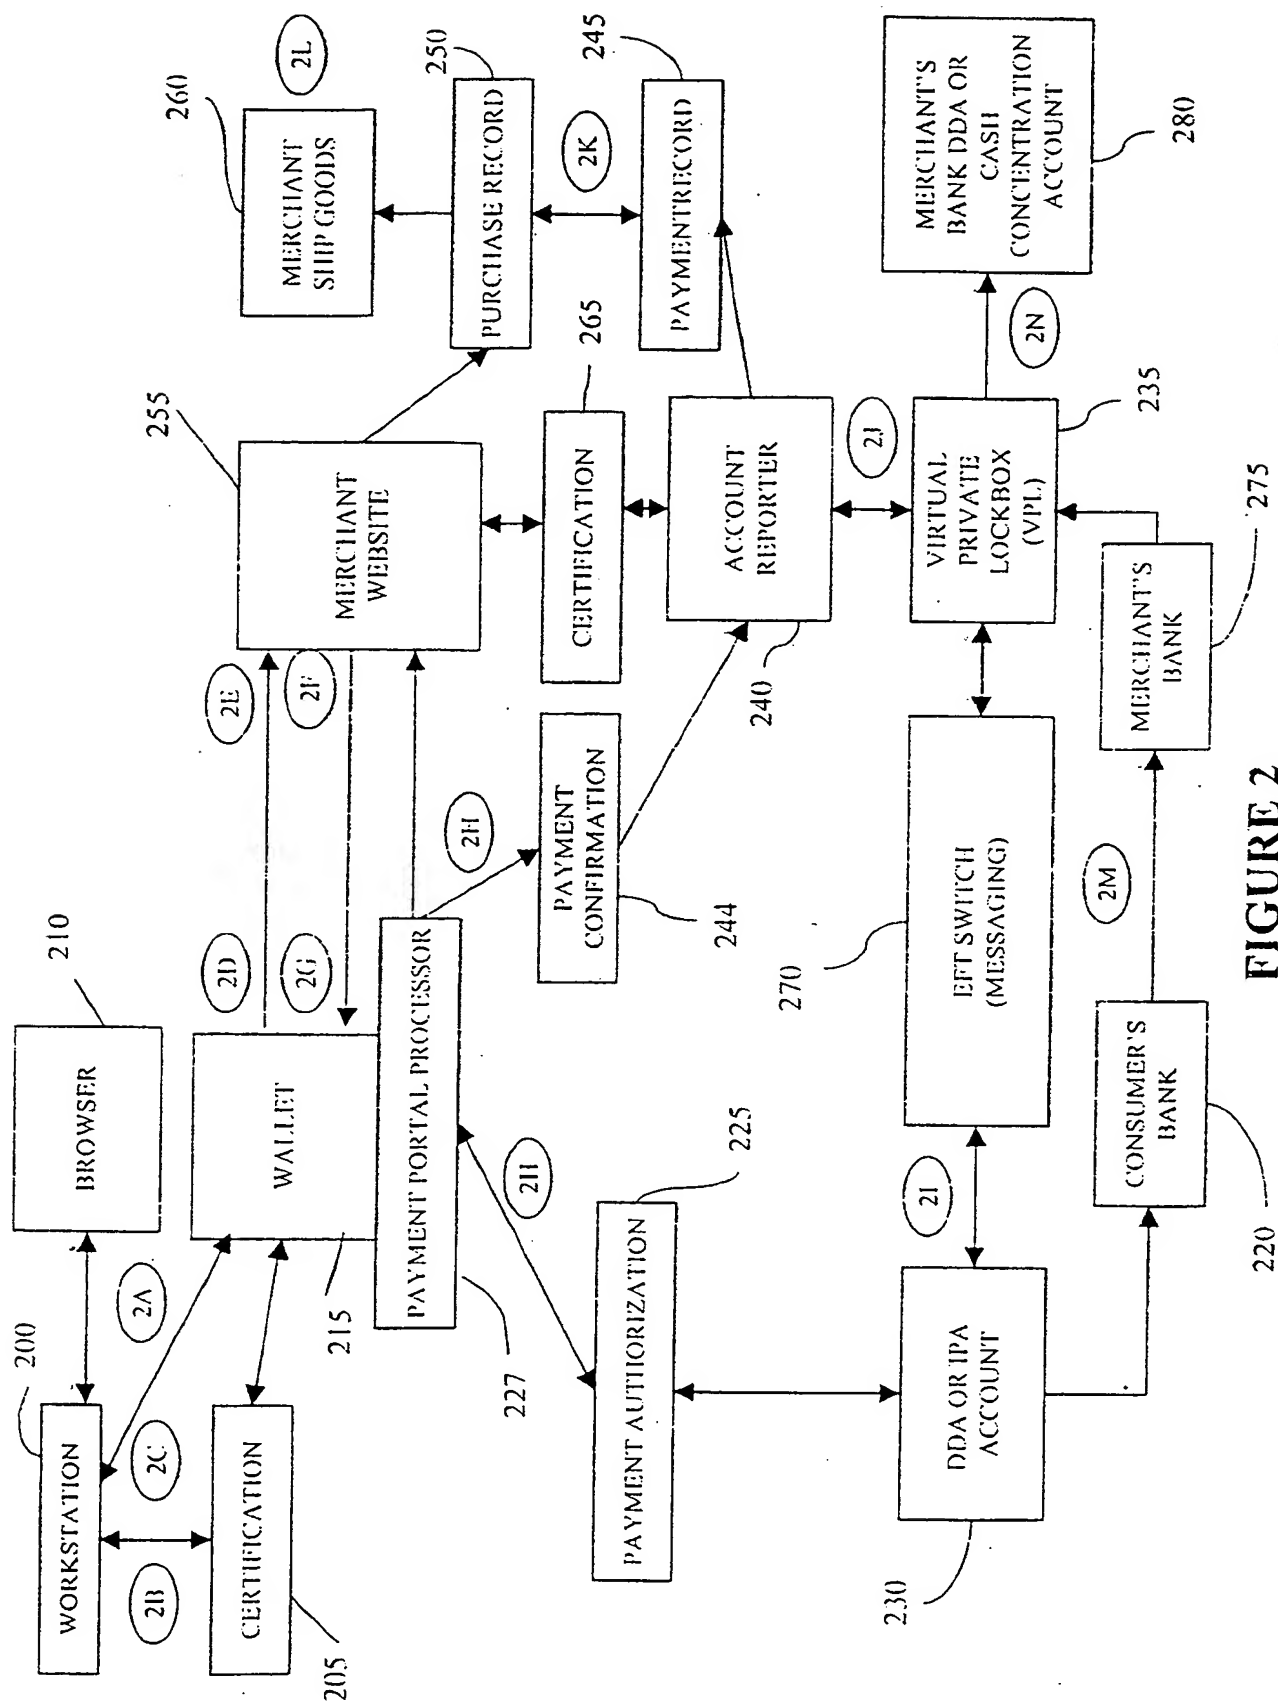 200
WORKSTATION
2A
BROWSER
210
2B
2C
CERTIFICATION
205
WALLET
215
2D
2E
2G
2F
MERCHANT
WEBSITE
255
MERCHANT
SHIP GOODS
260
2L
PAYMENT PORTAL PROCESSOR
227
2H
PURCHASE RECORD
250
2K
2H
PAYMENT
CONFIRMATION
244
CERTIFICATION
265
PAYMENTRECORD
245
PAYMENT AUTHORIZATION
225
ACCOUNT
REPORTER
240
2J
DDA OR IPA
ACCOUNT
230
2I
EFT SWITCH
(MESSAGING)
270
VIRTUAL
PRIVATE
LOCKBOX
(VPL)
235
2N
MERCHANT'S
BANK DDA OR
CASH
CONCENTRATION
ACCOUNT
280
CONSUMER'S
BANK
220
2M
MERCHANT'S
BANK
275
FIGURE 2